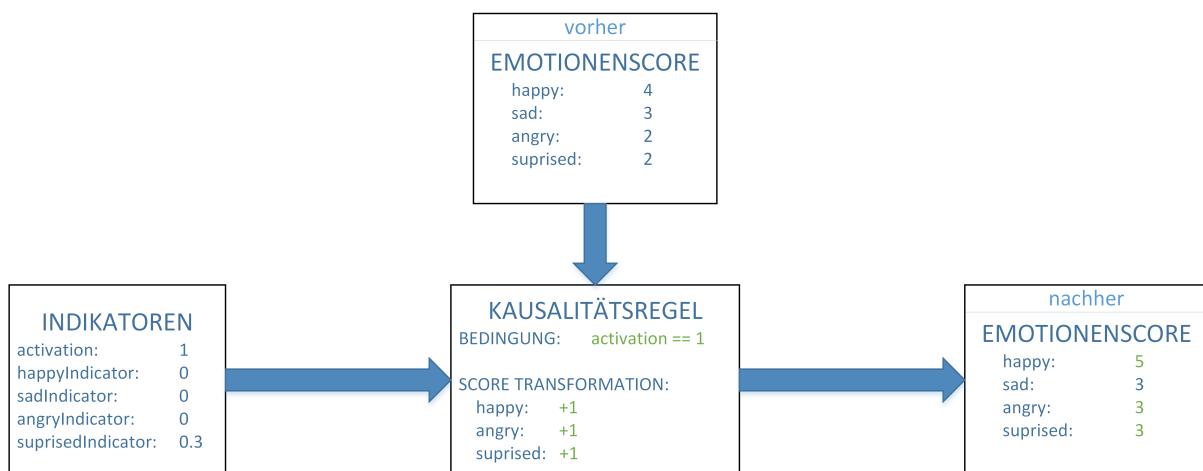 vorher
EMOTIONENSCORE
happy: 4
sad: 3
angry: 2
suprised: 2
INDIKATOREN
activation: 1
happyIndicator: 0
sadIndicator: 0
angryIndicator: 0
suprisedIndicator: 0.3
KAUSALITÄTSREGEL
BEDINGUNG: activation == 1
SCORE TRANSFORMATION:
happy: +1
angry: +1
suprised: +1
nachher
EMOTIONENSCORE
happy: 5
sad: 3
angry: 3
suprised: 3